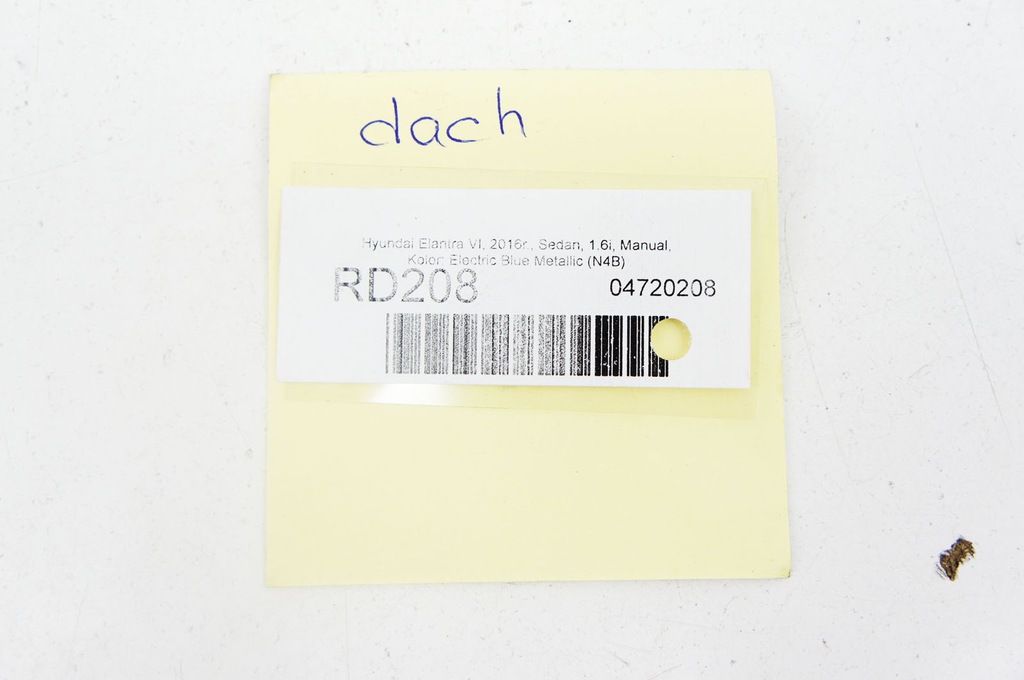 dach
Hyundai Elantra VI, 2016r., Sedan, 1.6i, Manual,
Kolor: Electric Blue Metallic (N4B)
RD208
04720208